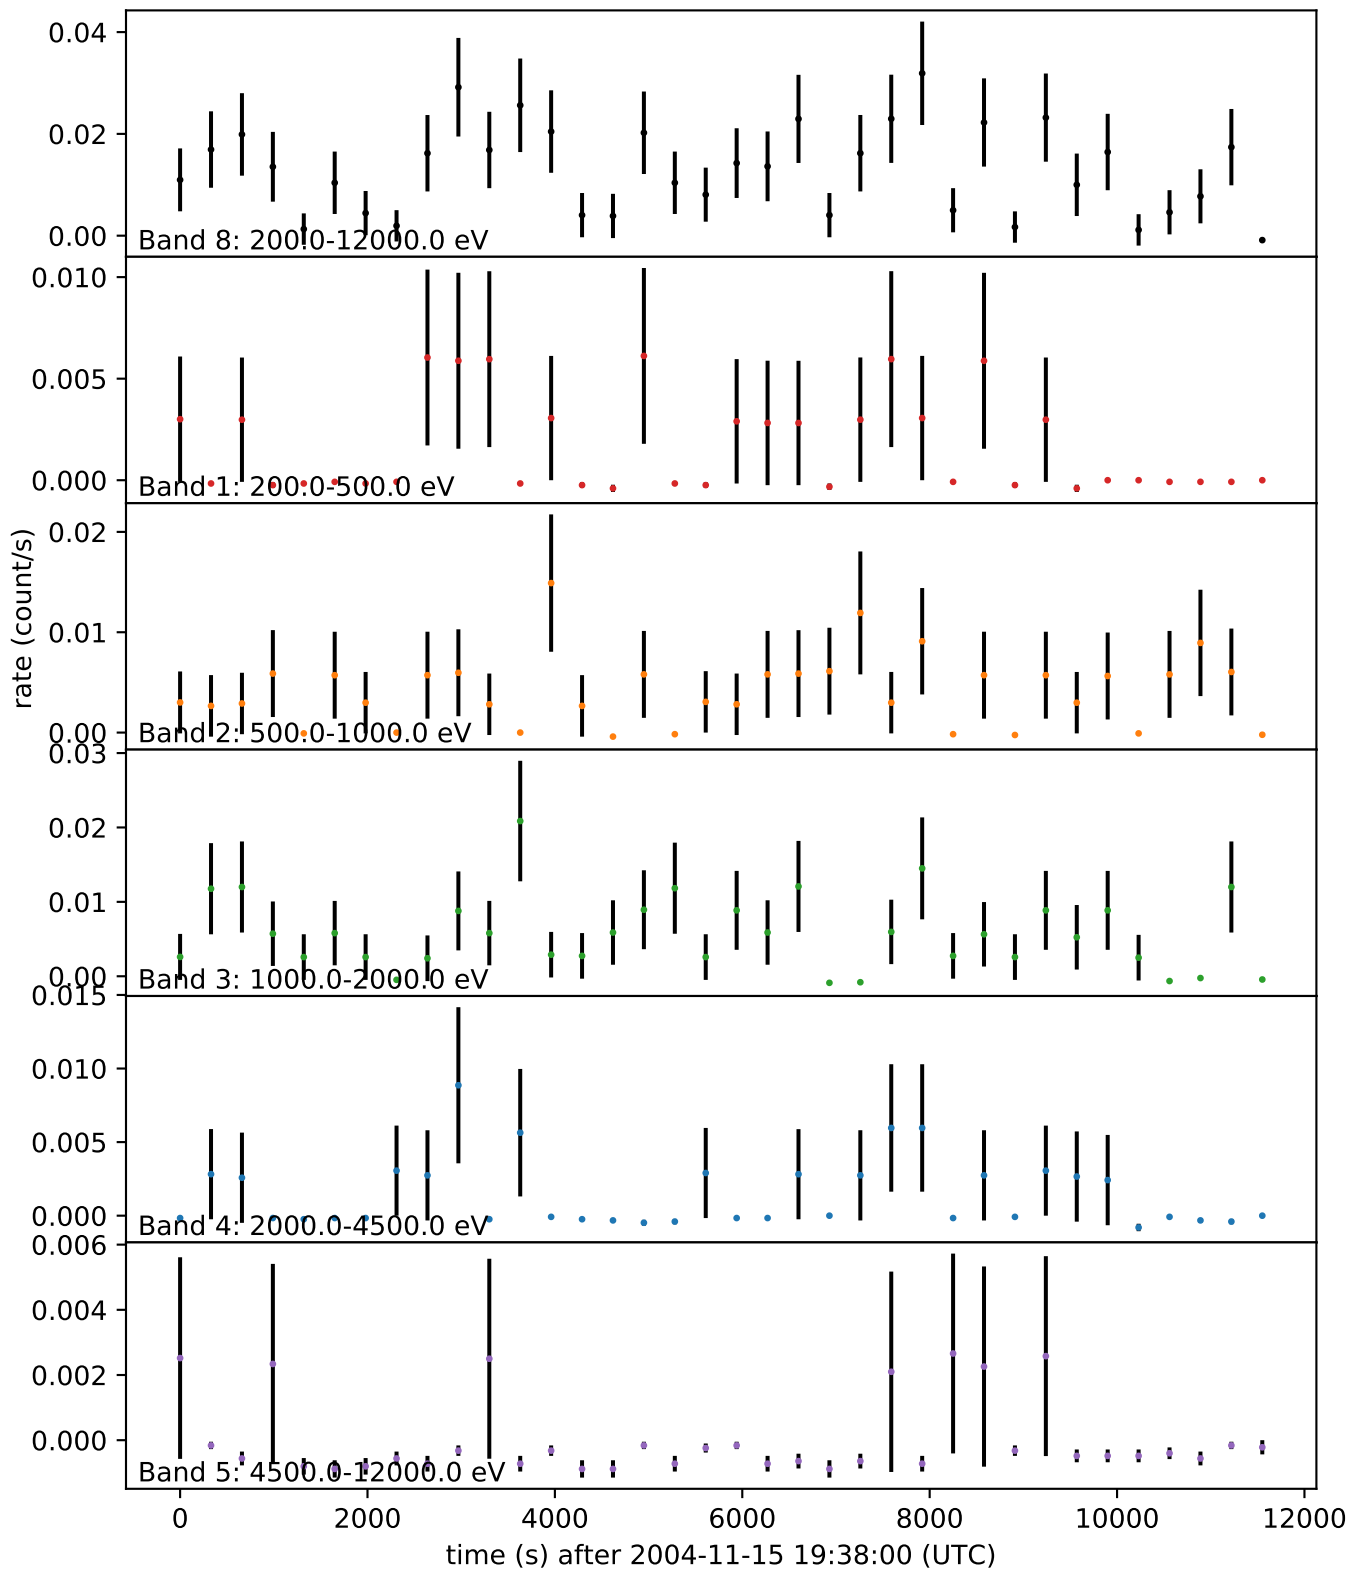 0.04
0.02
0.00
Band 8: 200.0-12000.0 eV
0.010
0.005
0.000
Band 1: 200.0-500.0 eV
0.02
0.01
0.00
Band 2: 500.0-1000.0 eV
rate (count/s)
0.03
0.02
0.01
0.00
Band 3: 1000.0-2000.0 eV
0.015
0.010
0.005
0.000
Band 4: 2000.0-4500.0 eV
0.006
0.004
0.002
0.000
Band 5: 4500.0-12000.0 eV
0 2000 4000 6000 8000 10000 12000
time (s) after 2004-11-15 19:38:00 (UTC)